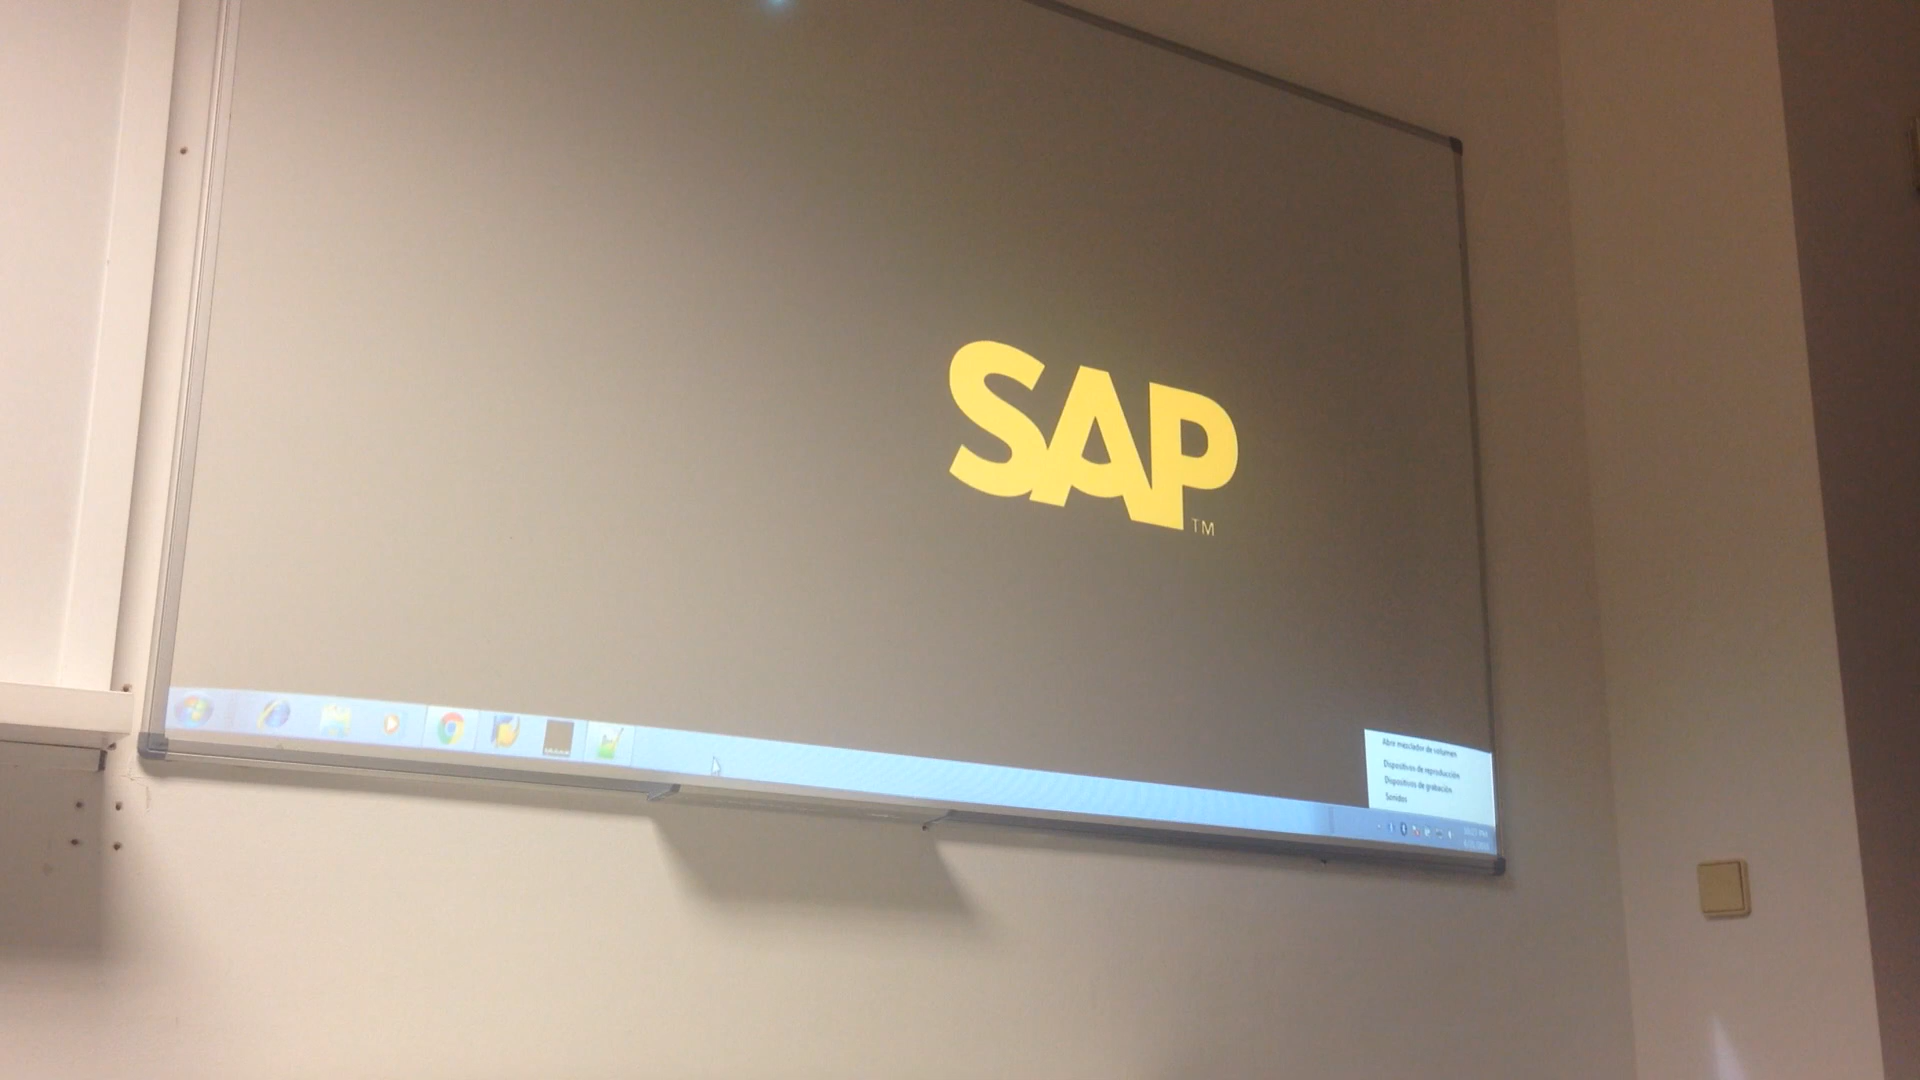 SAP
TM
Abrir mezclador de volumen
Dispositivos de reproducción
Dispositivos de grabación
Sonidos